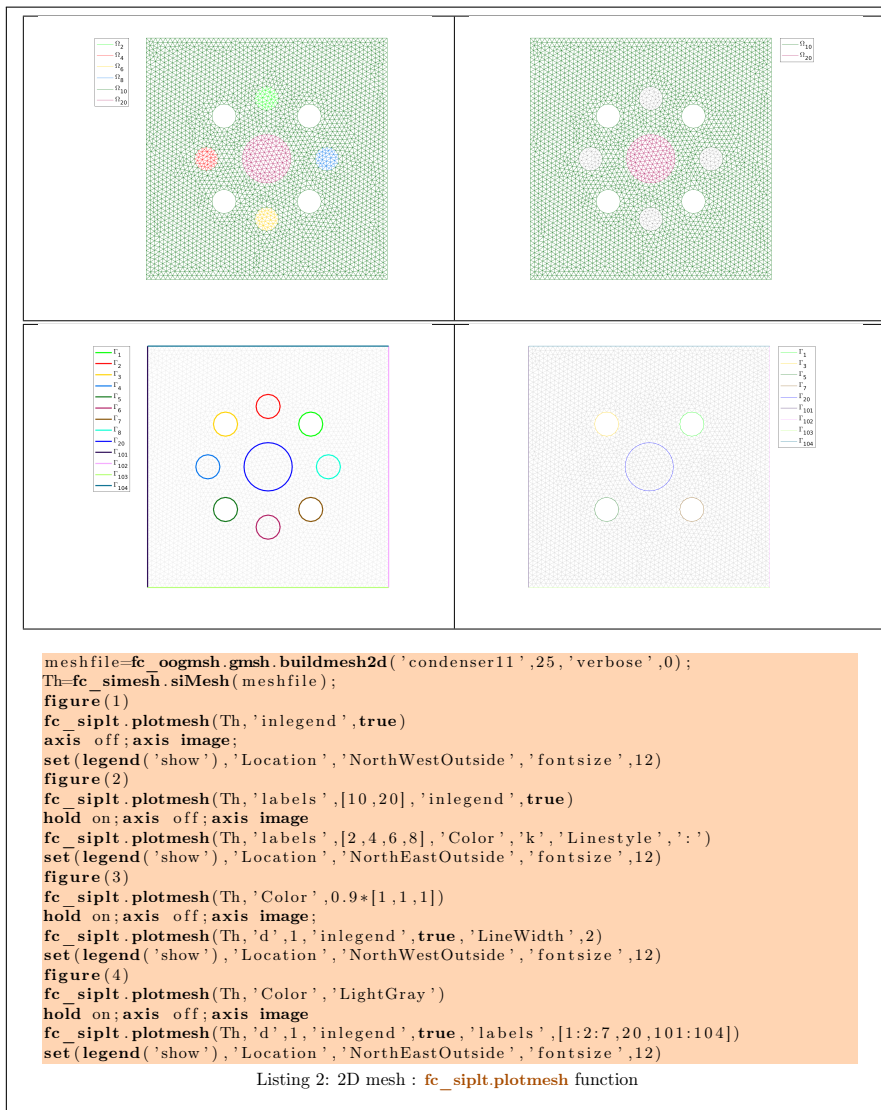 Ω2
Ω4
Ω6
Ω8
Ω10
Ω20
Ω10
Ω20
Γ1
Γ2
Γ3
Γ4
Γ5
Γ6
Γ7
Γ8
Γ20
Γ101
Γ102
Γ103
Γ104
Γ1
Γ3
Γ5
Γ7
Γ20
Γ101
Γ102
Γ103
Γ104
meshfile=fc_oogmsh.gmsh.buildmesh2d('condenser11',25,'verbose',0);
Th=fc_simesh.siMesh(meshfile);
figure(1)
fc_siplt.plotmesh(Th,'inlegend',true)
axis off;axis image;
set(legend('show'),'Location','NorthWestOutside','fontsize',12)
figure(2)
fc_siplt.plotmesh(Th,'labels',[10,20],'inlegend',true)
hold on;axis off;axis image
fc_siplt.plotmesh(Th,'labels',[2,4,6,8],'Color','k','Linestyle',':')
set(legend('show'),'Location','NorthEastOutside','fontsize',12)
figure(3)
fc_siplt.plotmesh(Th,'Color',0.9*[1,1,1])
hold on;axis off;axis image;
fc_siplt.plotmesh(Th,'d',1,'inlegend',true,'LineWidth',2)
set(legend('show'),'Location','NorthWestOutside','fontsize',12)
figure(4)
fc_siplt.plotmesh(Th,'Color','LightGray')
hold on;axis off;axis image
fc_siplt.plotmesh(Th,'d',1,'inlegend',true,'labels',[1:2:7,20,101:104])
set(legend('show'),'Location','NorthEastOutside','fontsize',12)
Listing 2: 2D mesh : fc_siplt.plotmesh function